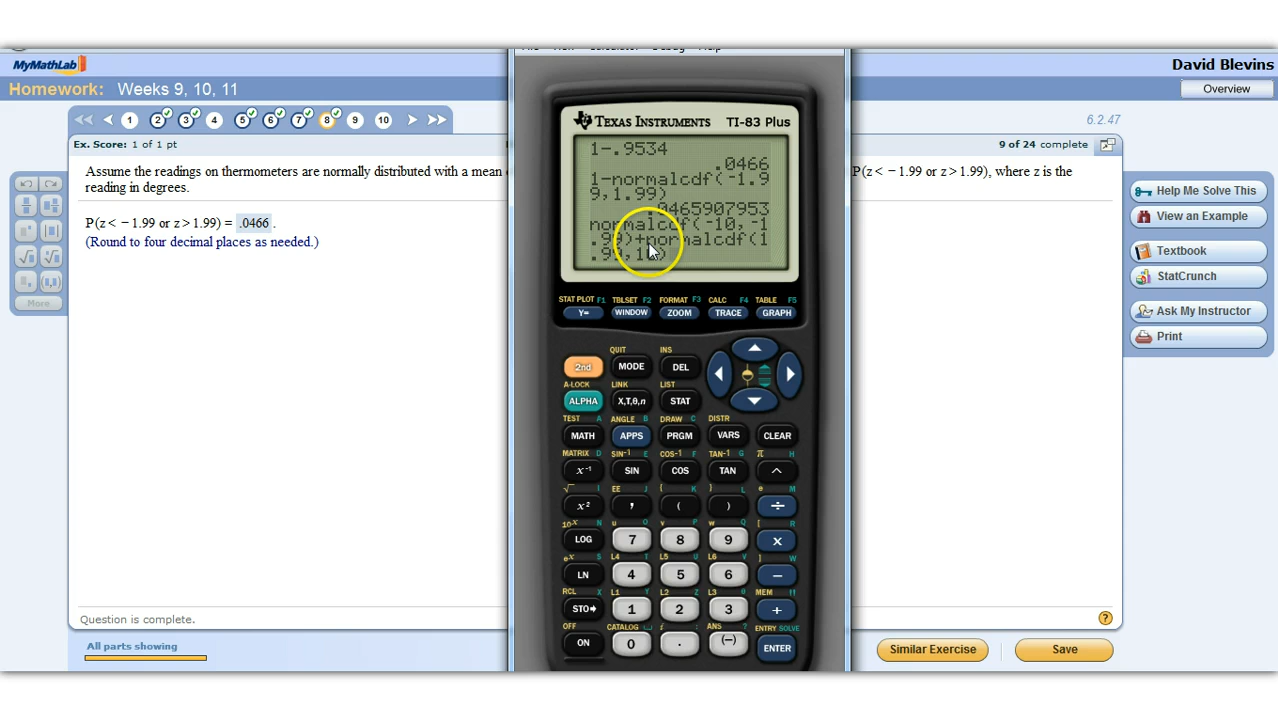 MyMathLab
David Blevins
Homework: Weeks 9, 10, 11
Overview
1 2 3 4 5 6 7 8 9 10
6.2.47
Ex. Score: 1 of 1 pt
9 of 24 complete
Assume the readings on thermometers are normally distributed with a mean
P(z < − 1.99 or z > 1.99), where z is the
reading in degrees.
P(z < − 1.99 or z > 1.99) = .0466.
(Round to four decimal places as needed.)
More
Help Me Solve This
View an Example
Textbook
StatCrunch
Ask My Instructor
Print
TEXAS INSTRUMENTS TI-83 Plus
1-.9534
.0466
1-normalcdf(-1.9
9,1.99)
.0465907953
normalcdf(-10,-1
.99)+normalcdf(1
.99,10)
STAT PLOT F1 TBLSET F2 FORMAT F3 CALC F4 TABLE F5
Y= WINDOW ZOOM TRACE GRAPH
QUIT INS
2nd MODE DEL
A-LOCK LINK LIST
ALPHA X,T,θ,n STAT
TEST A ANGLE B DRAW C DISTR
MATH APPS PRGM VARS CLEAR
MATRIX D SIN⁻¹ E COS⁻¹ F TAN⁻¹ G π H
x⁻¹ SIN COS TAN ^
√ I EE J { K } L e M
x² , ( ) ÷
10ˣ N u O v P w Q [ R
LOG 7 8 9 x
eˣ S L4 T L5 U L6 V ] W
LN 4 5 6 −
RCL X L1 Y L2 Z L3 θ MEM "
STO➔ 1 2 3 +
OFF CATALOG i : ANS ? ENTRY SOLVE
ON 0 . (−) ENTER
Question is complete.
?
All parts showing
Similar Exercise
Save